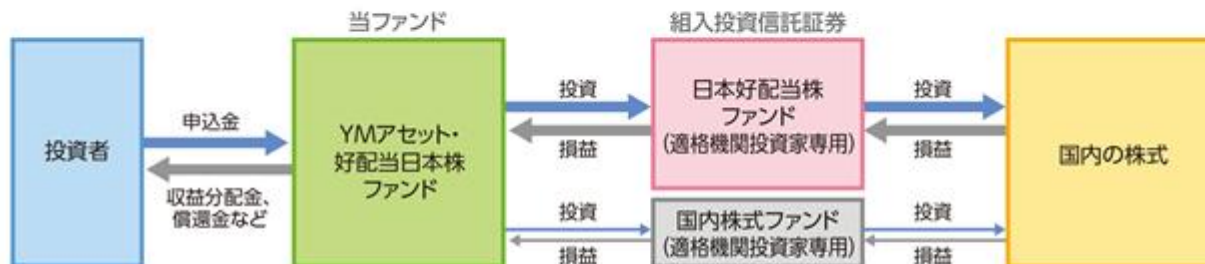 当ファンド
組入投資信託証券
投資者
申込金
収益分配金、
償還金など
YMアセット・
好配当日本株
ファンド
投資
損益
日本好配当株
ファンド
(適格機関投資家専用)
投資
損益
投資
損益
国内株式ファンド
(適格機関投資家専用)
投資
損益
国内の株式